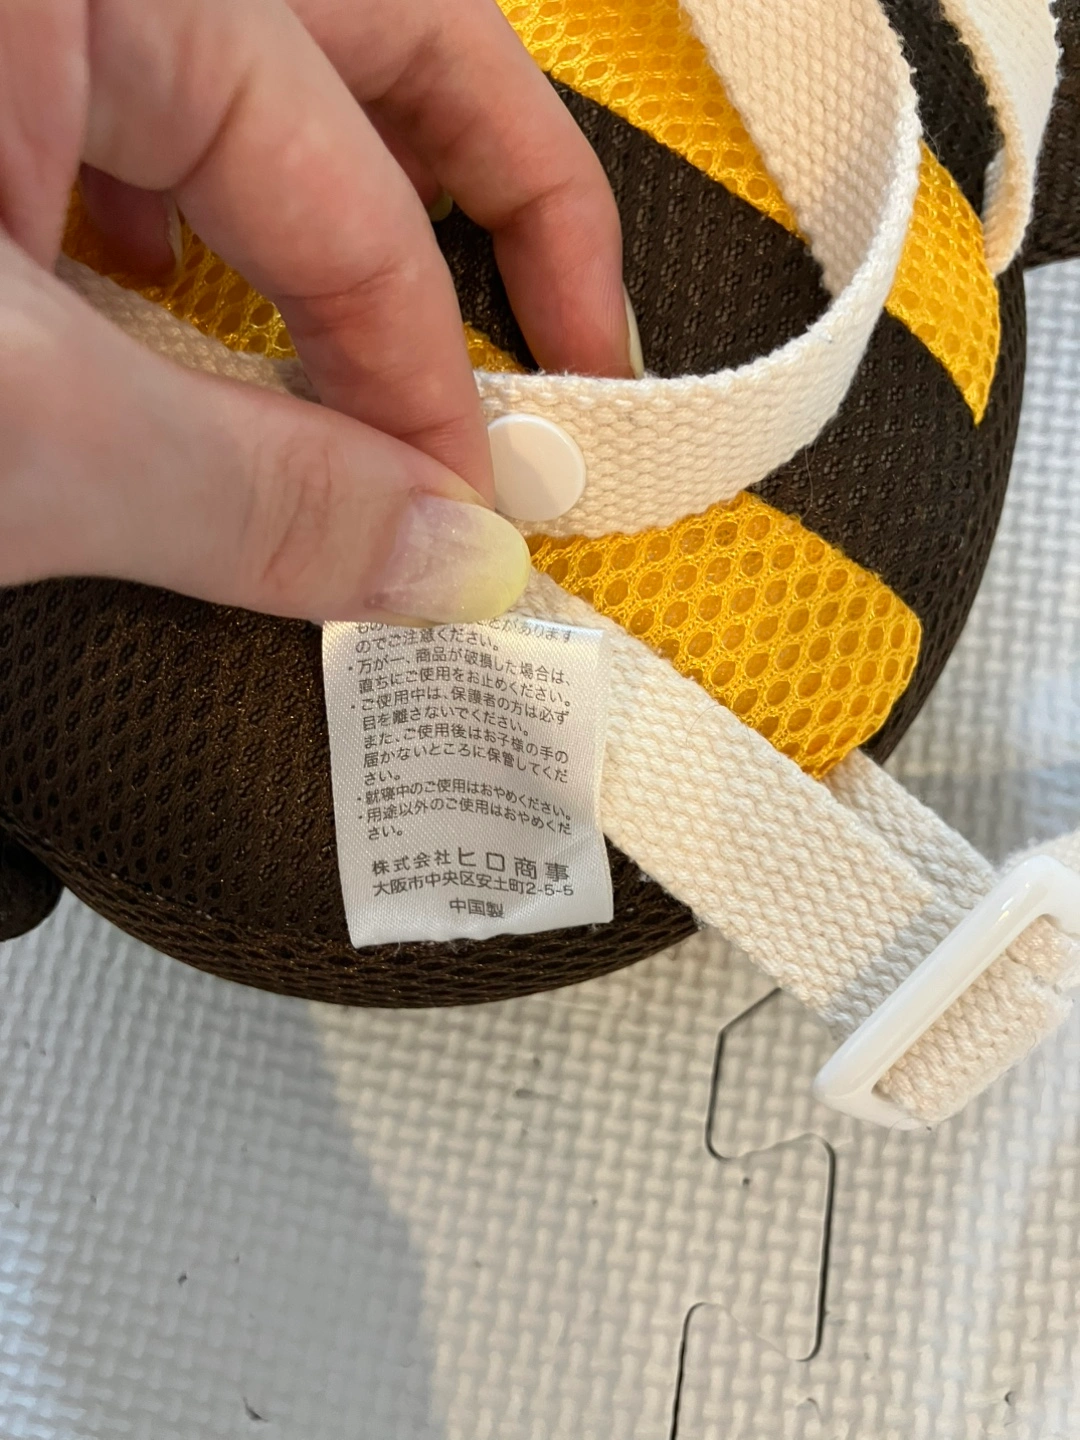 とがあります
のでご注意ください。
・万が一、商品が破損した場合は、
直ちにご使用をお止めください。
・ご使用中は、保護者の方は必ず
目を離さないでください。
また、ご使用後はお子様の手の
届かないところに保管してくだ
さい。
・就寝中のご使用はおやめください。
・用途以外のご使用はおやめくだ
さい。
株式会社ヒロ商事
大阪市中央区安土町2-5-5
中国製